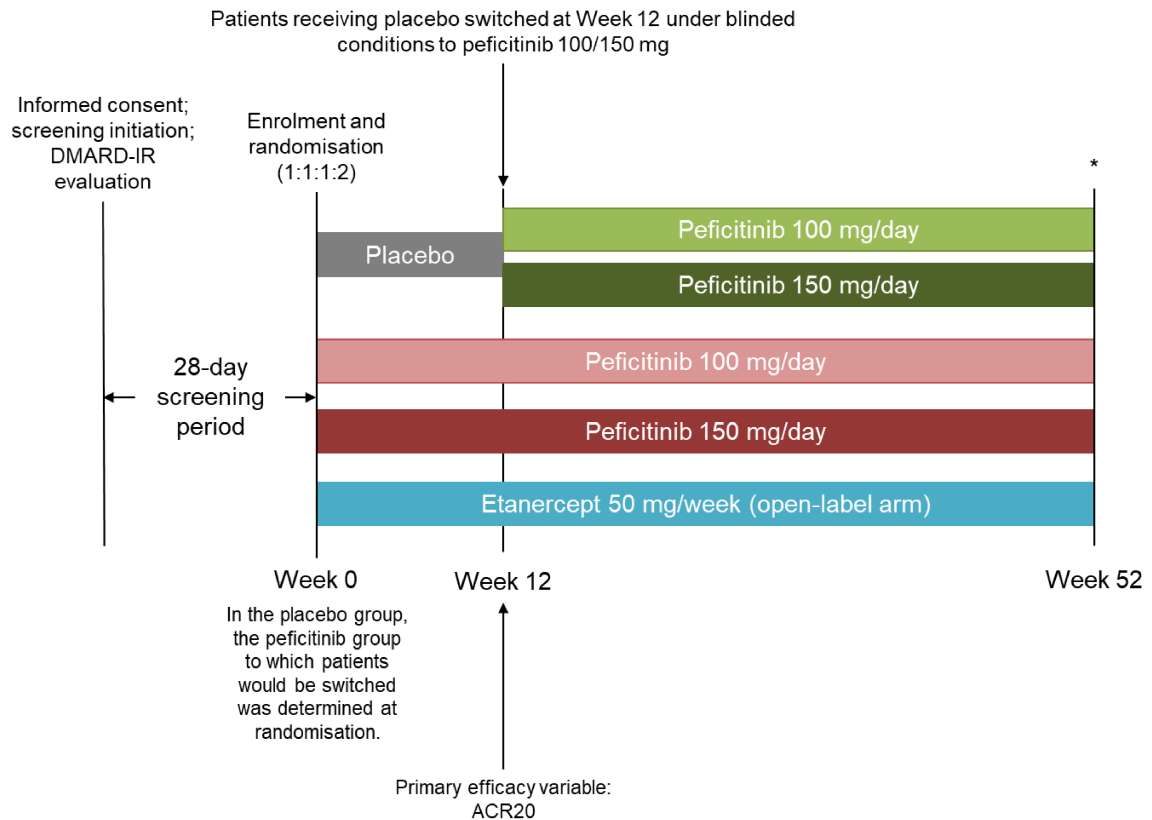 Patients receiving placebo switched at Week 12 under blinded
conditions to peficitinib 100/150 mg
Informed consent;
screening initiation;
DMARD-IR
evaluation
Enrolment and
randomisation
(1:1:1:2)
*
Peficitinib 100 mg/day
Placebo
Peficitinib 150 mg/day
28-day
screening
period
Peficitinib 100 mg/day
Peficitinib 150 mg/day
Etanercept 50 mg/week (open-label arm)
Week 0
Week 12
Week 52
In the placebo group,
the peficitinib group
to which patients
would be switched
was determined at
randomisation.
Primary efficacy variable:
ACR20